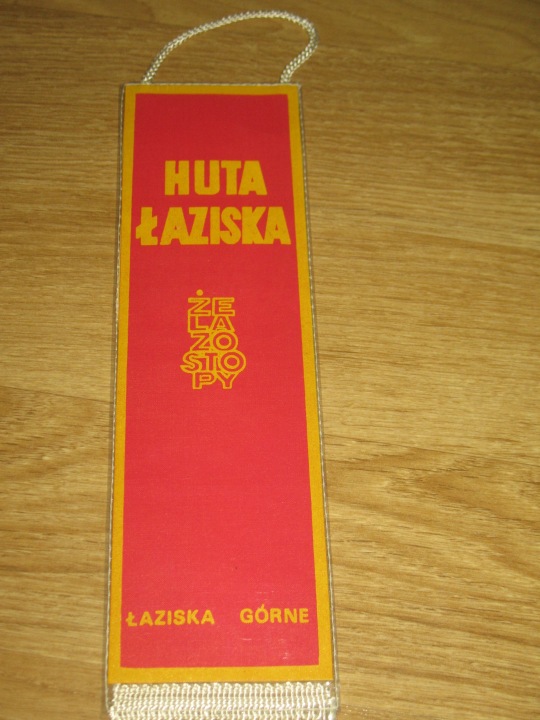 HUTA
ŁAZISKA
ŻE
LA
ZO
STO
PY
ŁAZISKA GÓRNE